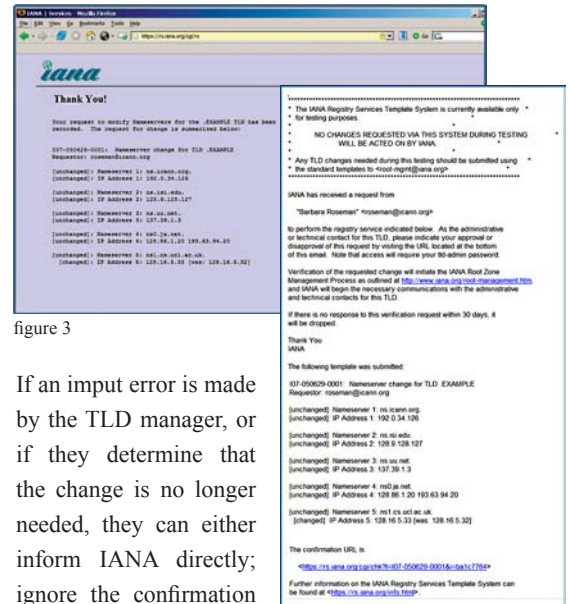 IANA | Services - Mozilla Firefox
File Edit View Go Bookmarks Tools Help
iana
Thank You!
Your request to modify Nameservers for the .EXAMPLE TLD has been
recorded. The request for change is summarized below:
I07-050629-0001: Nameserver change for TLD .EXAMPLE
Requestor: roseman@icann.org
[unchanged]: Nameserver 1: ns.icann.org.
[unchanged]: IP Address 1: 192.0.34.126
[unchanged]: Nameserver 2: ns.isi.edu.
[unchanged]: IP Address 2: 128.9.128.127
[unchanged]: Nameserver 3: ns.uu.net.
[unchanged]: IP Address 3: 137.39.1.3
[unchanged]: Nameserver 4: ns0.ja.net.
[unchanged]: IP Address 4: 128.86.1.20 193.63.94.20
[unchanged]: Nameserver 5: ns1.cs.ucl.ac.uk.
[changed]: IP Address 5: 128.16.5.33 [was: 128.16.5.32]
figure 3
If an imput error is made
by the TLD manager, or
if they determine that
the change is no longer
needed, they can either
inform IANA directly;
ignore the confirmation
* The IANA Registry Services Template System is currently available only *
* for testing purposes. *
* NO CHANGES REQUESTED VIA THIS SYSTEM DURING TESTING *
WILL BE ACTED ON BY IANA. *
* Any TLD changes needed during this testing should be submitted using *
* the standard templates to <root-mgmt@iana.org> *
IANA has received a request from
"Barbara Roseman" <roseman@icann.org>
to perform the registry service indicated below. As the administrative
or technical contact for this TLD, please indicate your approval or
disapproval of this request by visiting the URL located at the bottom
of this email. Note that access will require your tld-admin password.
Verification of the requested change will initiate the IANA Root Zone
Management Process as outlined at http://www.iana.org/root-management.htm,
and IANA will begin the necessary communications with the administrative
and technical contacts for this TLD.
If there is no response to this verification request within 30 days, it
will be dropped.
Thank You
IANA
The following template was submitted:
I07-050629-0001: Nameserver change for TLD .EXAMPLE
Requestor: roseman@icann.org
[unchanged]: Nameserver 1: ns.icann.org.
[unchanged]: IP Address 1: 192.0.34.126
[unchanged]: Nameserver 2: ns.isi.edu.
[unchanged]: IP Address 2: 128.9.128.127
[unchanged]: Nameserver 3: ns.uu.net.
[unchanged]: IP Address 3: 137.39.1.3
[unchanged]: Nameserver 4: ns0.ja.net.
[unchanged]: IP Address 4: 128.86.1.20 193.63.94.20
[unchanged]: Nameserver 5: ns1.cs.ucl.ac.uk.
[changed]: IP Address 5: 128.16.5.33 [was: 128.16.5.32]
The confirmation URL is
Further information on the IANA Registry Services Template System can
be found at <https://rs.iana.org/info.html>.